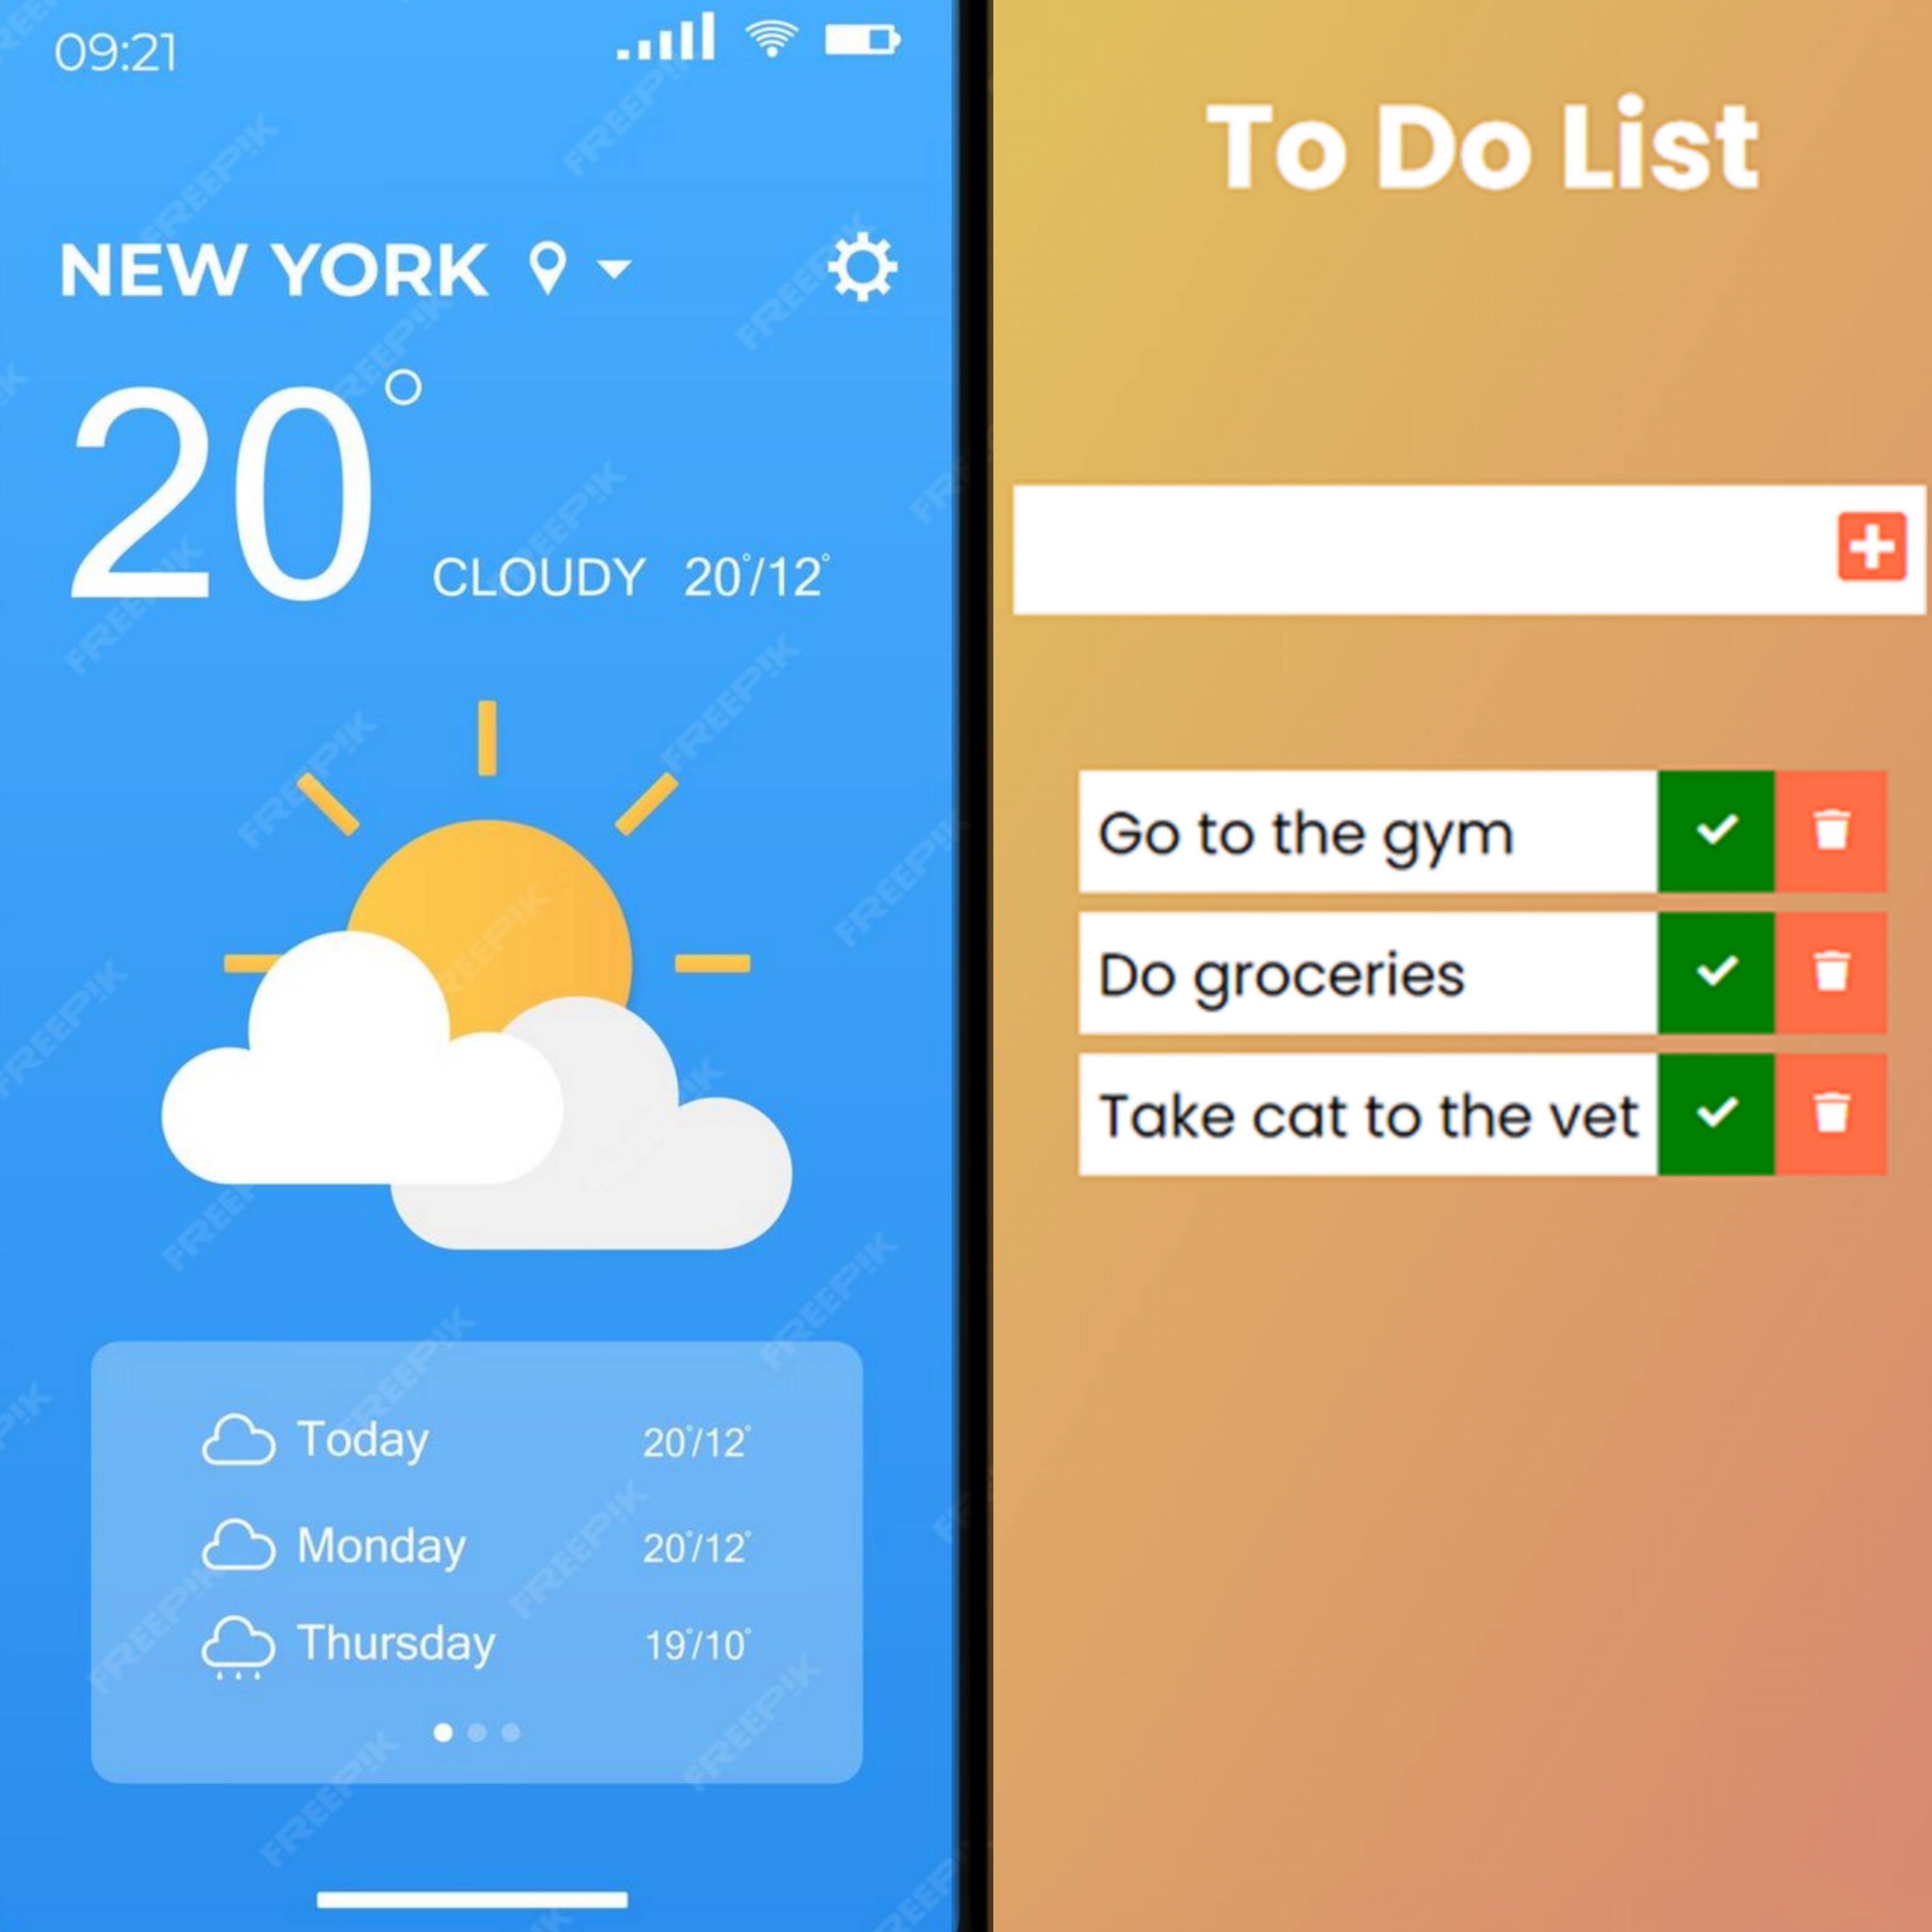 09:21
NEW YORK
20°
CLOUDY 20°/12°
Today 20°/12°
Monday 20°/12°
Thursday 19°/10°
To Do List
Go to the gym
Do groceries
Take cat to the vet
FREEPIK